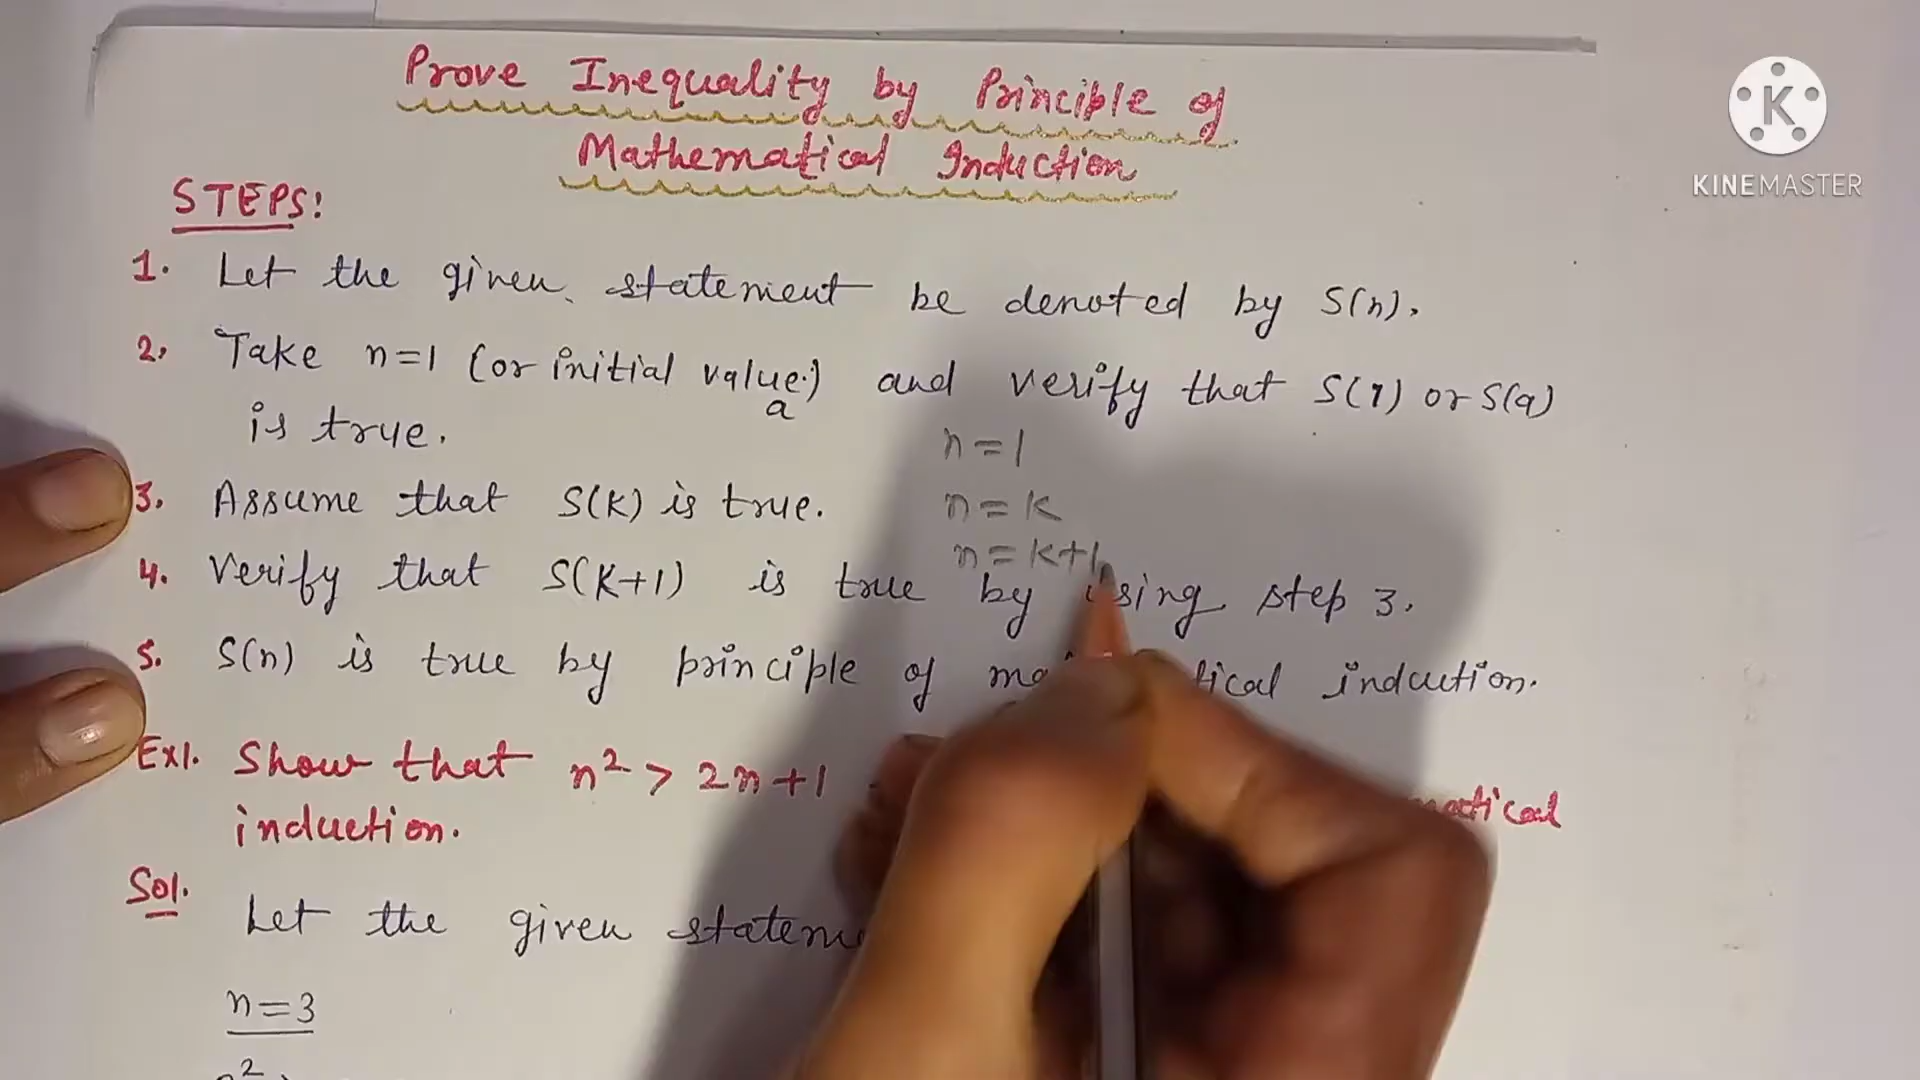 Prove Inequality by Principle of
Mathematical Induction
KINEMASTER
STEPS:
1. Let the given statement be denoted by S(n).
2. Take n=1 (or initial value.) and verify that S(1) or S(a)
a
is true.
n=1
3. Assume that S(K) is true.
n=k
n=k+1
4. Verify that S(K+1) is true by using step 3.
5. S(n) is true by principle of induction.
Ex1. Show that n² > 2n+1
induction.
Sol.
Let the given
n=3